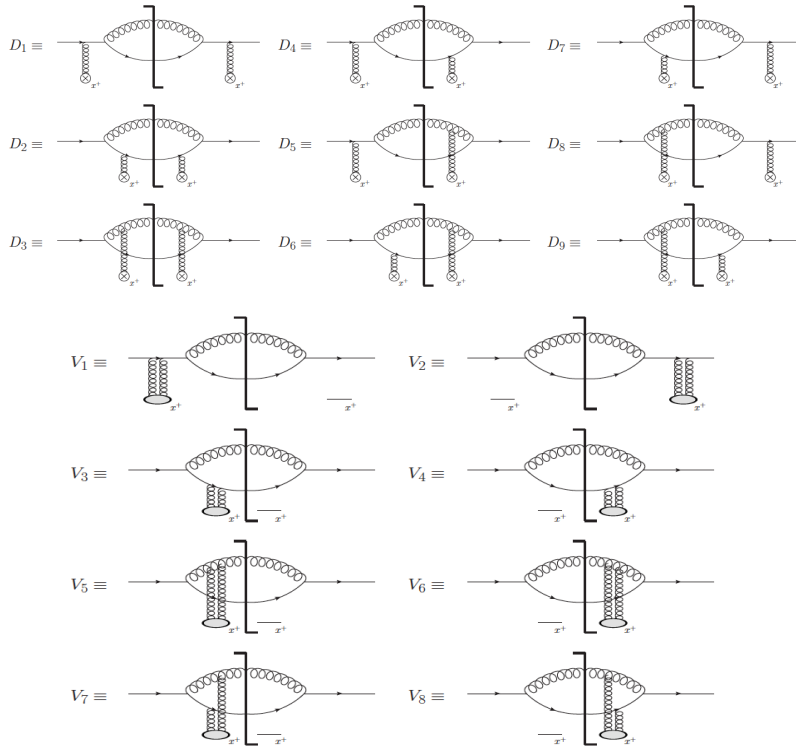 D₁ ≡ x⁺ x⁺ D₄ ≡ x⁺ x⁺ D₇ ≡ x⁺ x⁺
D₂ ≡ x⁺ x⁺ D₅ ≡ x⁺ x⁺ D₈ ≡ x⁺ x⁺
D₃ ≡ x⁺ x⁺ D₆ ≡ x⁺ x⁺ D₉ ≡ x⁺ x⁺
V₁ ≡ x⁺ x⁺ V₂ ≡ x⁺ x⁺
V₃ ≡ x⁺ x⁺ V₄ ≡ x⁺ x⁺
V₅ ≡ x⁺ x⁺ V₆ ≡ x⁺ x⁺
V₇ ≡ x⁺ x⁺ V₈ ≡ x⁺ x⁺